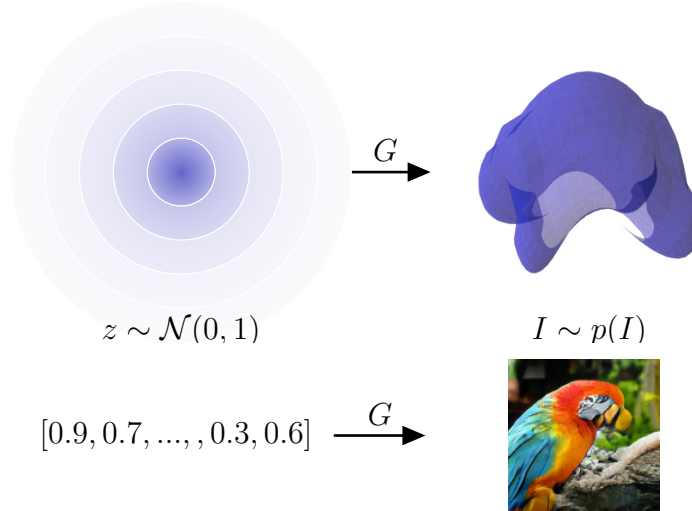 G
z ∼ 𝒩(0, 1)
I ∼ p(I)
[0.9, 0.7, ..., , 0.3, 0.6]
G